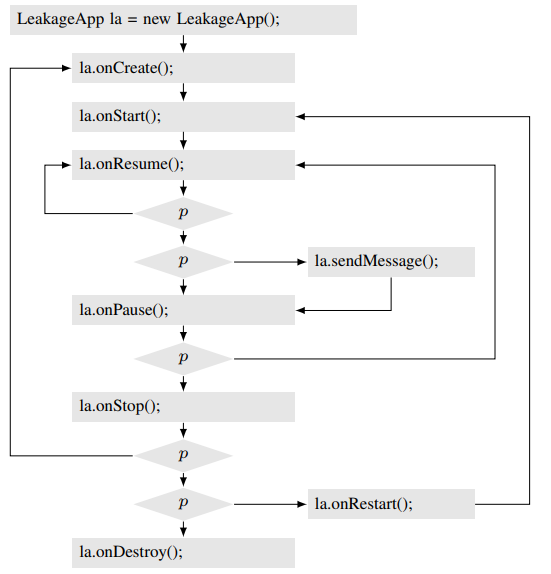 LeakageApp la = new LeakageApp();
la.onCreate();
la.onStart();
la.onResume();
p
p
la.sendMessage();
la.onPause();
p
la.onStop();
p
p
la.onRestart();
la.onDestroy();